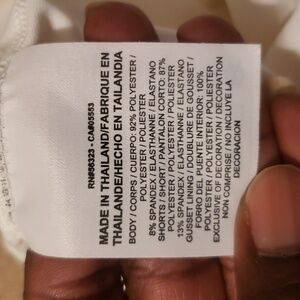 MADE IN THAILAND/FABRIQUE EN
THAILANDE/HECHO EN TAILANDIA
RN#56323 - CA#05553
BODY / CORPS / CUERPO: 92% POLYESTER /
POLYESTER / POLIESTER
8% SPANDEX / ELASTHANNE / ELASTANO
SHORTS / SHORT / PANTALON CORTO: 87%
POLYESTER / POLYESTER / POLIESTER
13% SPANDEX / ELASTHANNE / ELASTANO
GUSSET LINING / DOUBLURE DE GOUSSET /
FORRO DEL PUENTE INTERIOR: 100%
POLYESTER / POLYESTER / POLIESTER
EXCLUSIVE OF DECORATION / DECORATION
NON COMPRISE / NO INCLUYE LA
DECORACION